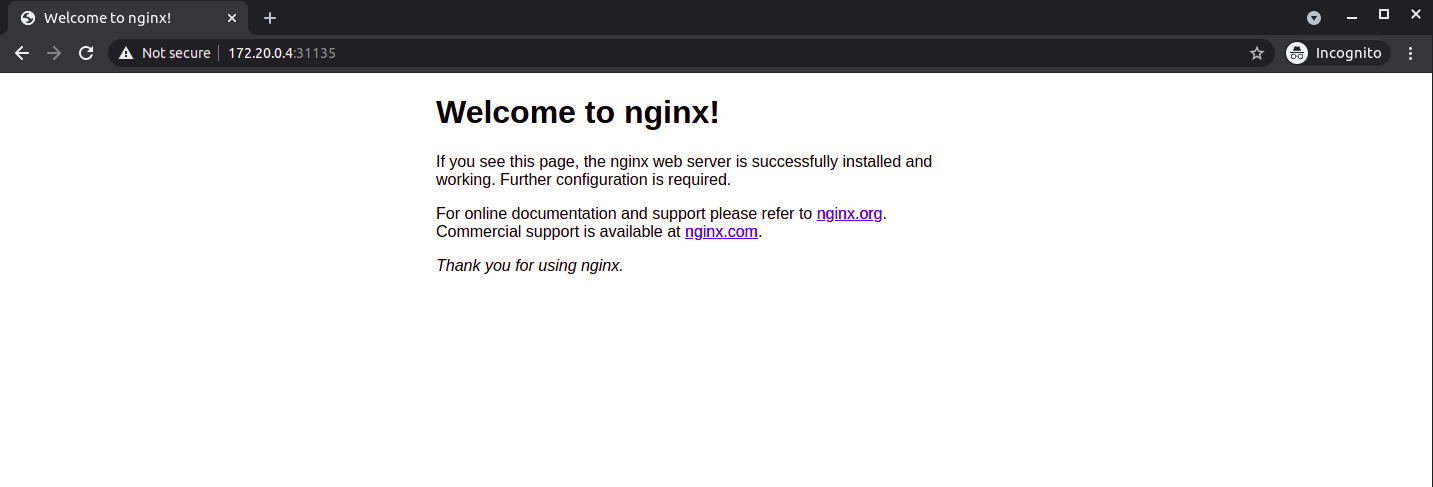 Welcome to nginx!
Not secure
172.20.0.4:31135
Incognito
Welcome to nginx!
If you see this page, the nginx web server is successfully installed and
working. Further configuration is required.
For online documentation and support please refer to nginx.org.
Commercial support is available at nginx.com.
Thank you for using nginx.